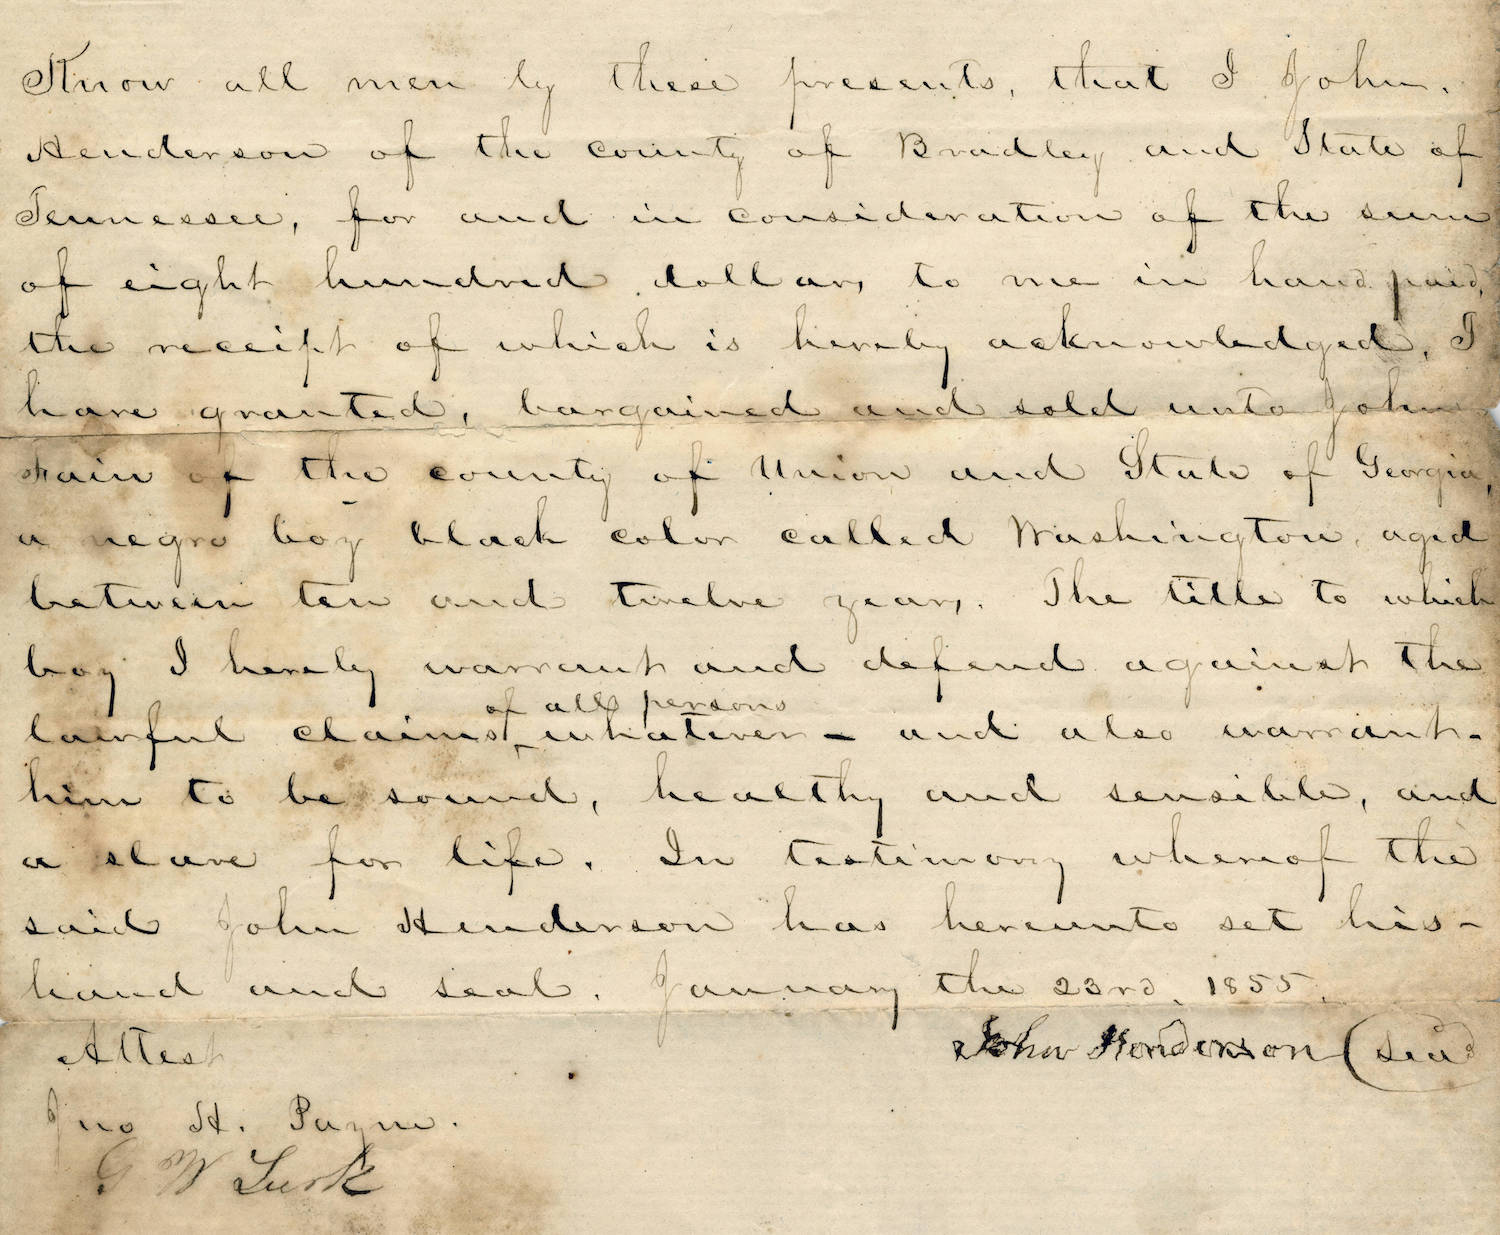 Know all men by these presents, that I John
Henderson of the county of Bradley and State of
Tennessee, for and in consideration of the sum
of eight hundred dollars, to me in hand paid,
the receipt of which is hereby acknowledged, I
have granted, bargained and sold unto John
Fain of the county of Union and State of Georgia,
a negro boy black color called Washington, aged
between ten and twelve years. The title to which
boy I hereby warrant and defend against the
of all persons
lawful claims whatever - and also warrant-
him to be sound, healthy and sensible, and
a slave for life. In testimony whereof the
said John Henderson has hereunto set his-
hand and seal. January the 23rd, 1855.
Attest John Henderson (seal)
Jno H. Payne.
G W Lusk